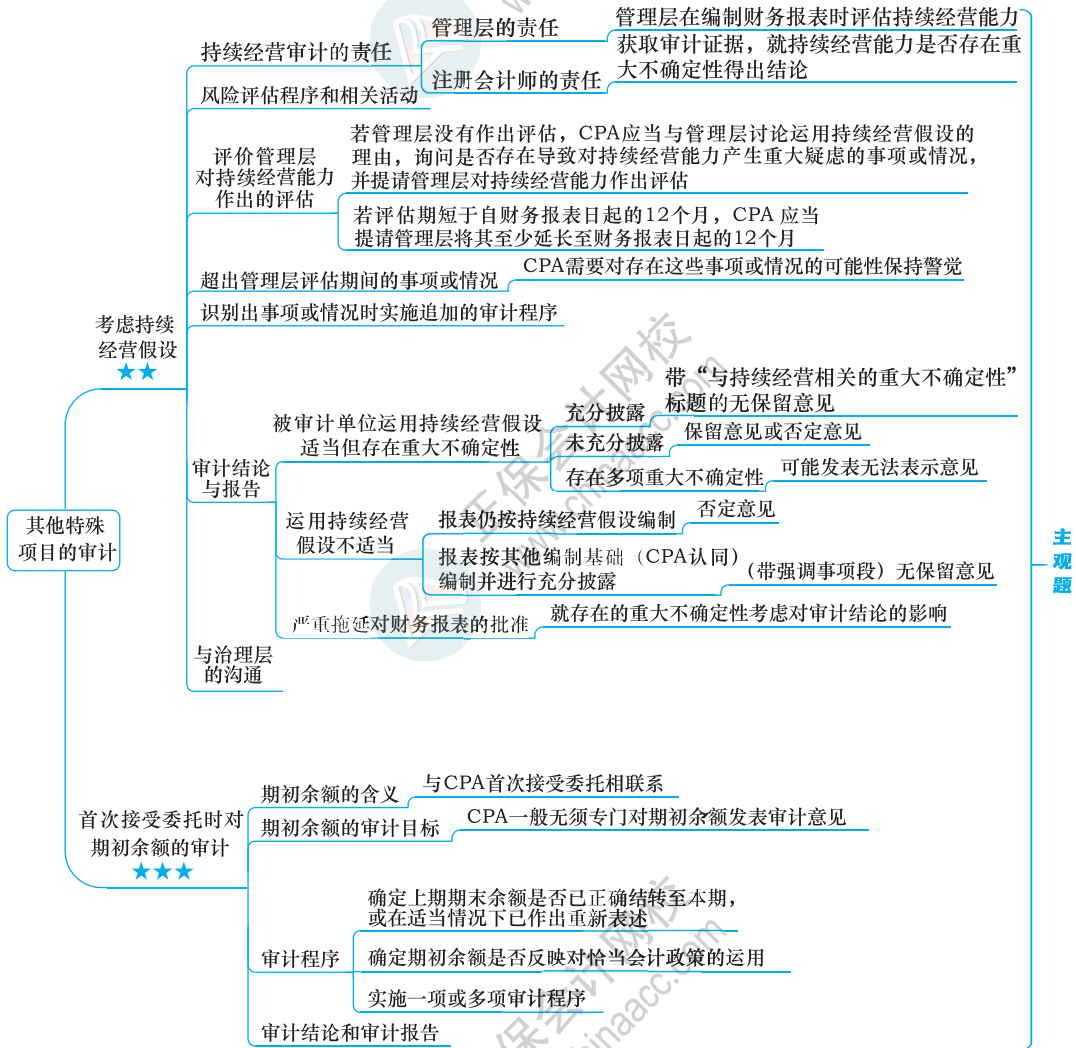 管理层在编制财务报表时评估持续经营能力
管理层的责任
持续经营审计的责任
获取审计证据，就持续经营能力是否存在重
大不确定性得出结论
注册会计师的责任
风险评估程序和相关活动
若管理层没有作出评估，CPA应当与管理层讨论运用持续经营假设的
理由，询问是否存在导致对持续经营能力产生重大疑虑的事项或情况，
并提请管理层对持续经营能力作出评估
评价管理层
对持续经营能力
作出的评估
若评估期短于自财务报表日起的12个月，CPA 应当
提请管理层将其至少延长至财务报表日起的12个月
超出管理层评估期间的事项或情况
CPA需要对存在这些事项或情况的可能性保持警觉
识别出事项或情况时实施追加的审计程序
考虑持续
经营假设
★★
带“与持续经营相关的重大不确定性”
标题的无保留意见
充分披露
被审计单位运用持续经营假设
适当但存在重大不确定性
未充分披露
保留意见或否定意见
存在多项重大不确定性
可能发表无法表示意见
审计结论
与报告
运用持续经营
假设不适当
报表仍按持续经营假设编制
否定意见
报表按其他编制基础（CPA认同）
编制并进行充分披露
（带强调事项段）无保留意见
严重拖延对财务报表的批准
就存在的重大不确定性考虑对审计结论的影响
与治理层
的沟通
其他特殊
项目的审计
主
观
题
期初余额的含义
与CPA首次接受委托相联系
期初余额的审计目标
CPA一般无须专门对期初余额发表审计意见
首次接受委托时对
期初余额的审计
★★★
确定上期期末余额是否已正确结转至本期，
或在适当情况下已作出重新表述
审计程序
确定期初余额是否反映对恰当会计政策的运用
实施一项或多项审计程序
审计结论和审计报告
正保会计网校
www.chinaacc.com
保会计网校
chinaacc.com